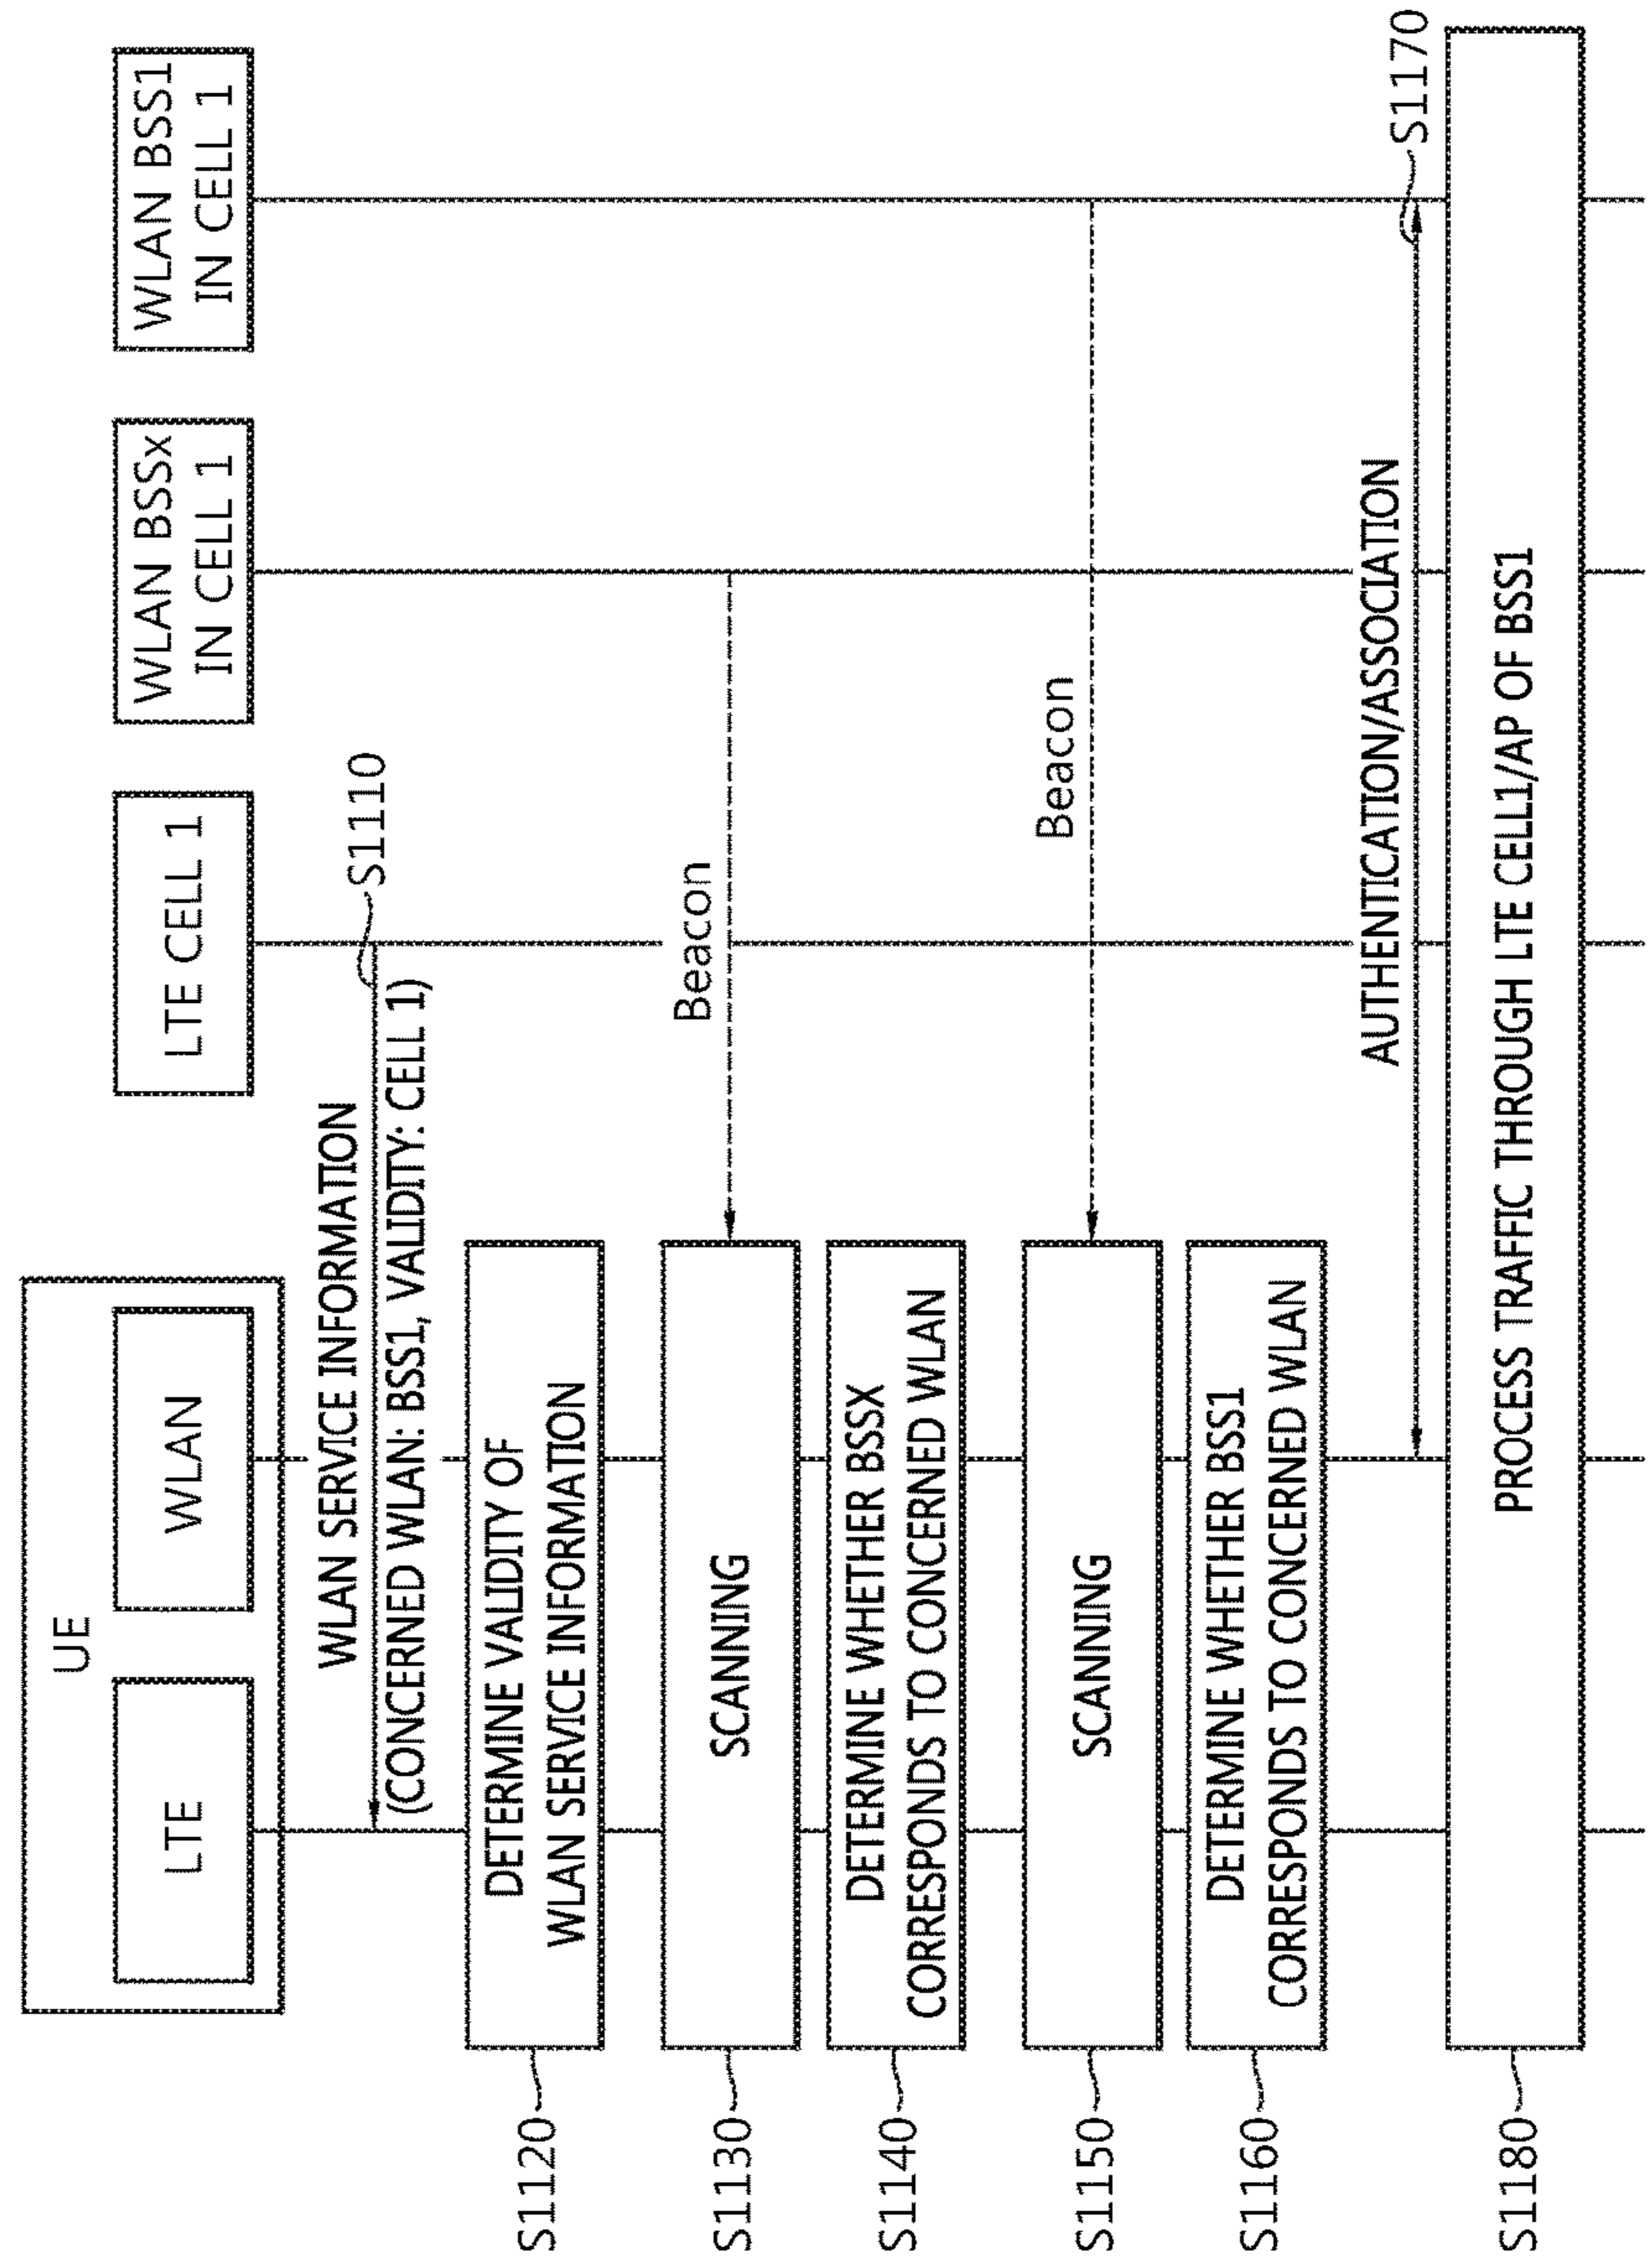 UE
LTE
WLAN
LTE CELL 1
WLAN BSSx
IN CELL 1
WLAN BSS1
IN CELL 1
WLAN SERVICE INFORMATION
(CONCERNED WLAN: BSS1, VALIDITY: CELL 1)
S1110
S1120
DETERMINE VALIDITY OF
WLAN SERVICE INFORMATION
Beacon
S1130
SCANNING
S1140
DETERMINE WHETHER BSSX
CORRESPONDS TO CONCERNED WLAN
Beacon
S1150
SCANNING
S1160
DETERMINE WHETHER BSS1
CORRESPONDS TO CONCERNED WLAN
AUTHENTICATION/ASSOCIATION
S1170
S1180
PROCESS TRAFFIC THROUGH LTE CELL1/AP OF BSS1